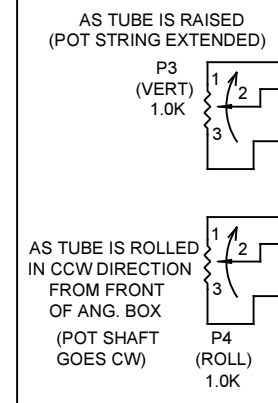 AS TUBE IS RAISED
(POT STRING EXTENDED)
P3
(VERT)
1.0K
1
2
3
AS TUBE IS ROLLED
IN CCW DIRECTION
FROM FRONT
OF ANG. BOX
(POT SHAFT
GOES CW)
1
2
3
P4
(ROLL)
1.0K